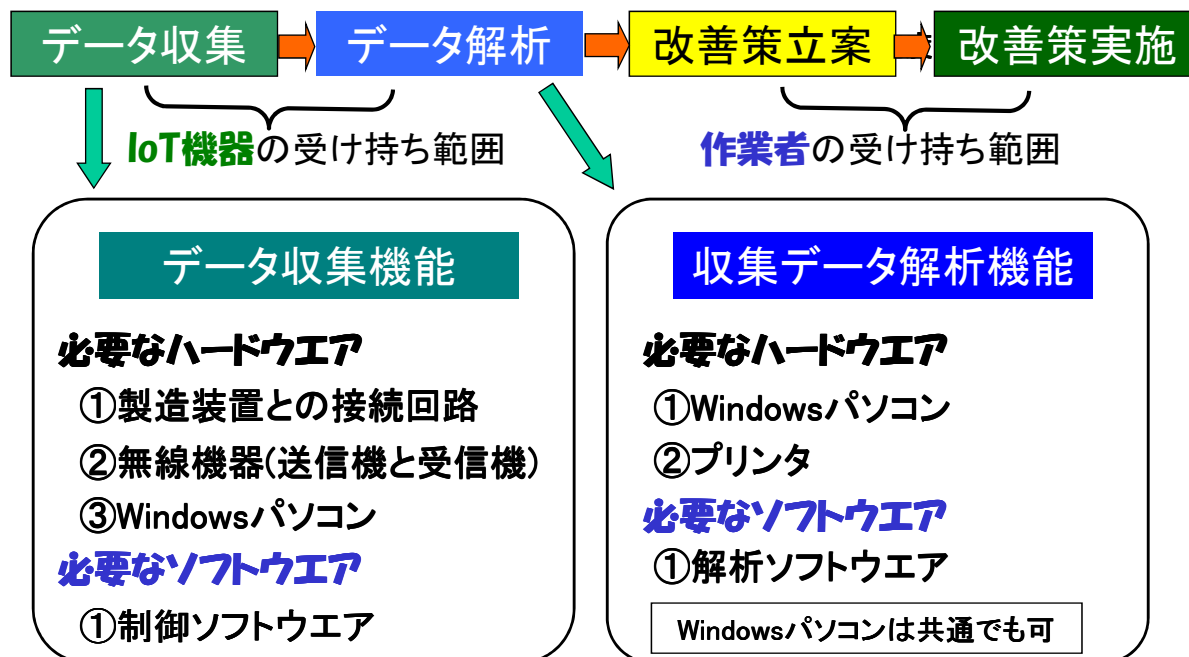 データ収集
データ解析
改善策立案
改善策実施
IoT機器の受け持ち範囲
作業者の受け持ち範囲
データ収集機能
必要なハードウエア
①製造装置との接続回路
②無線機器(送信機と受信機)
③Windowsパソコン
必要なソフトウエア
①制御ソフトウエア
収集データ解析機能
必要なハードウエア
①Windowsパソコン
②プリンタ
必要なソフトウエア
①解析ソフトウエア
Windowsパソコンは共通でも可